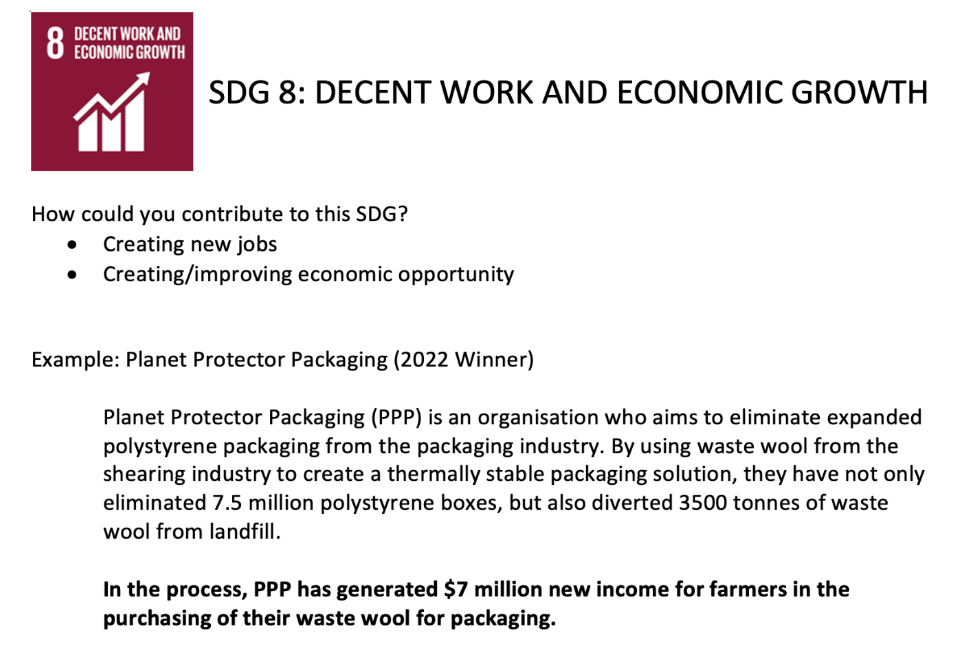 8 DECENT WORK AND
ECONOMIC GROWTH
SDG 8: DECENT WORK AND ECONOMIC GROWTH
How could you contribute to this SDG?
• Creating new jobs
• Creating/improving economic opportunity
Example: Planet Protector Packaging (2022 Winner)
Planet Protector Packaging (PPP) is an organisation who aims to eliminate expanded
polystyrene packaging from the packaging industry. By using waste wool from the
shearing industry to create a thermally stable packaging solution, they have not only
eliminated 7.5 million polystyrene boxes, but also diverted 3500 tonnes of waste
wool from landfill.
In the process, PPP has generated $7 million new income for farmers in the
purchasing of their waste wool for packaging.